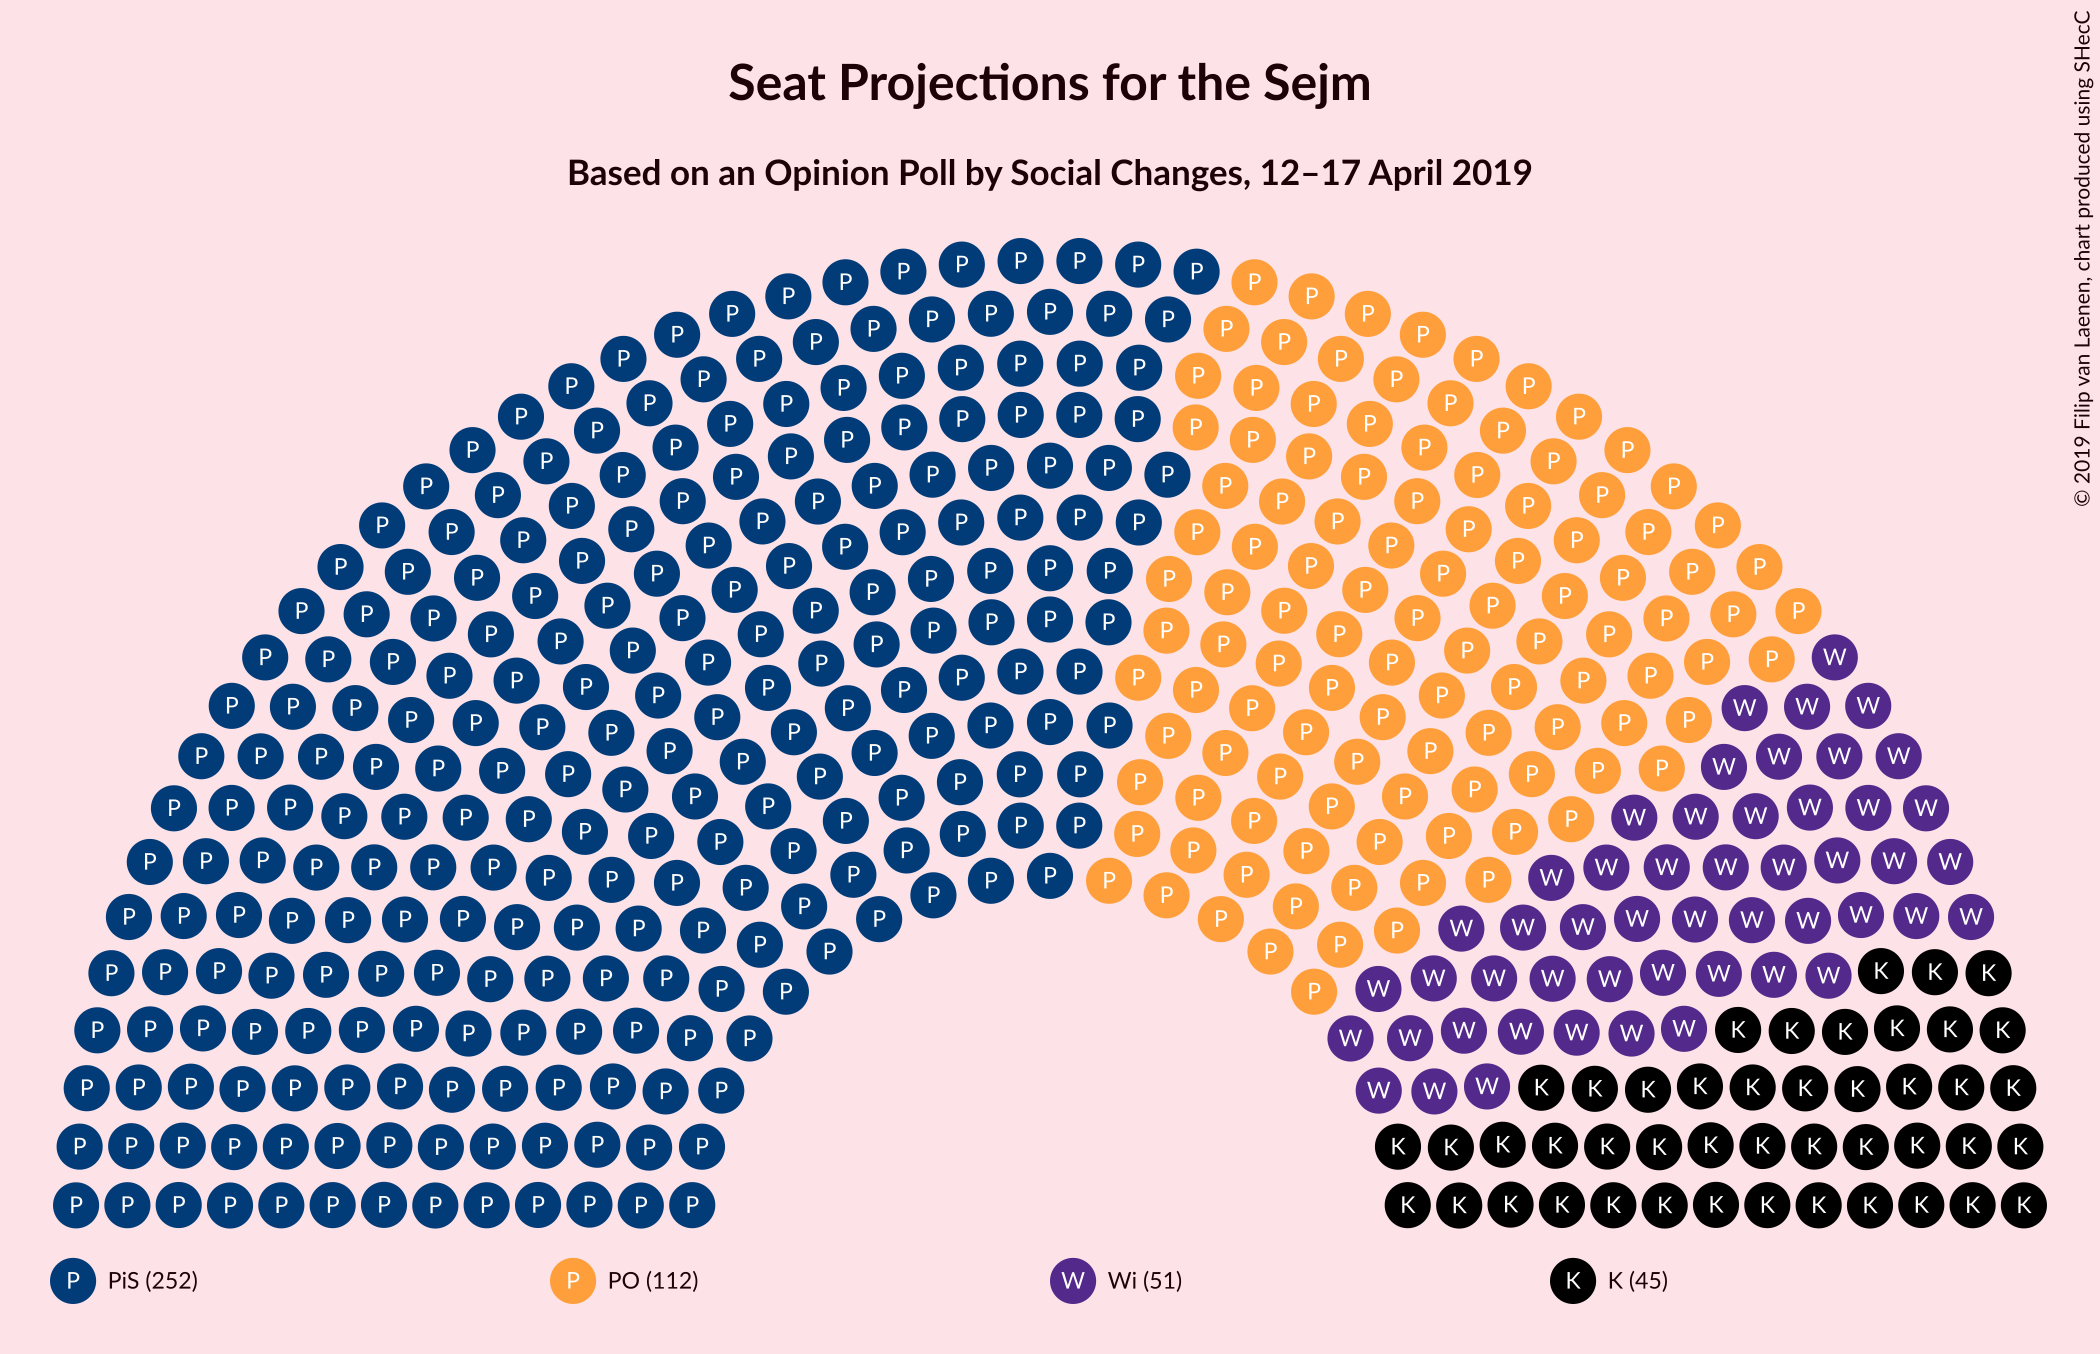 Seat Projections for the Sejm
Based on an Opinion Poll by Social Changes, 12–17 April 2019
© 2019 Filip van Laenen, chart produced using SHecC
P PiS (252)
P PO (112)
W Wi (51)
K K (45)